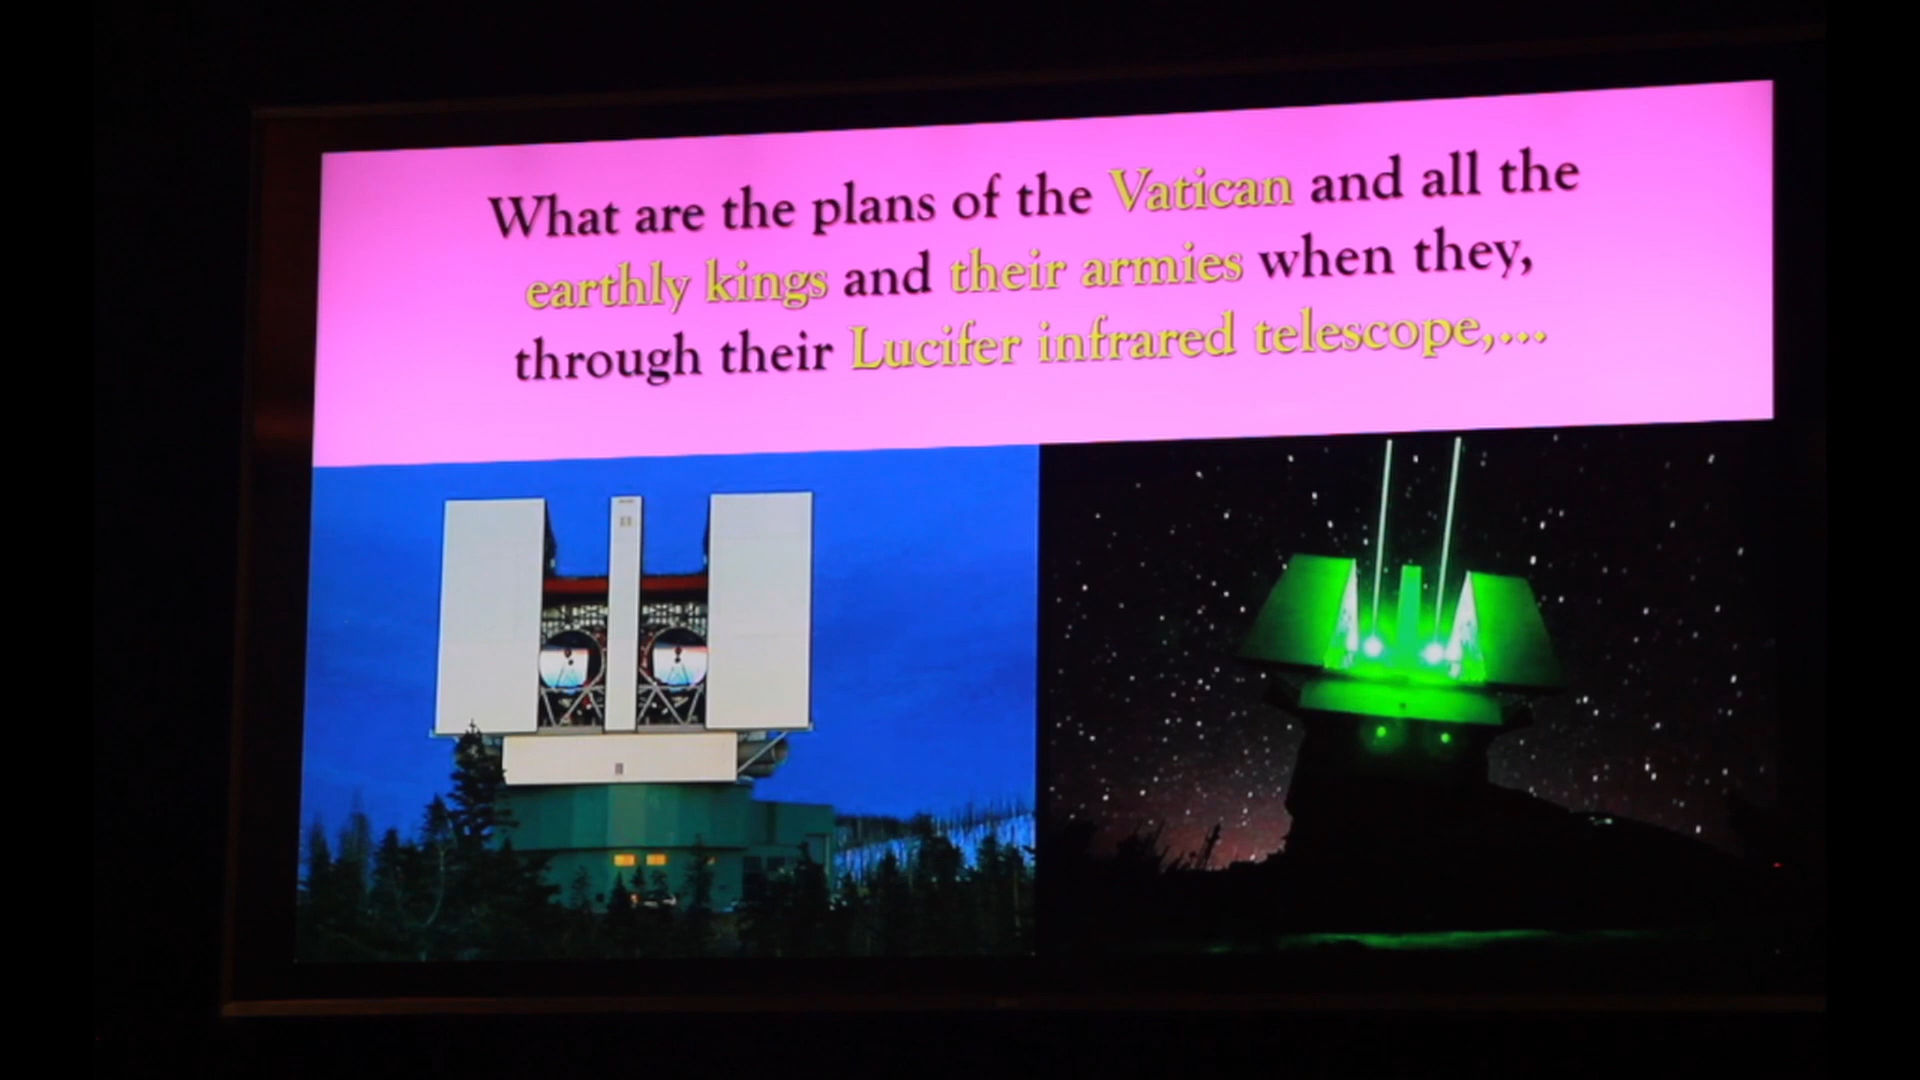 What are the plans of the Vatican and all the
earthly kings and their armies when they,
through their Lucifer infrared telescope,...